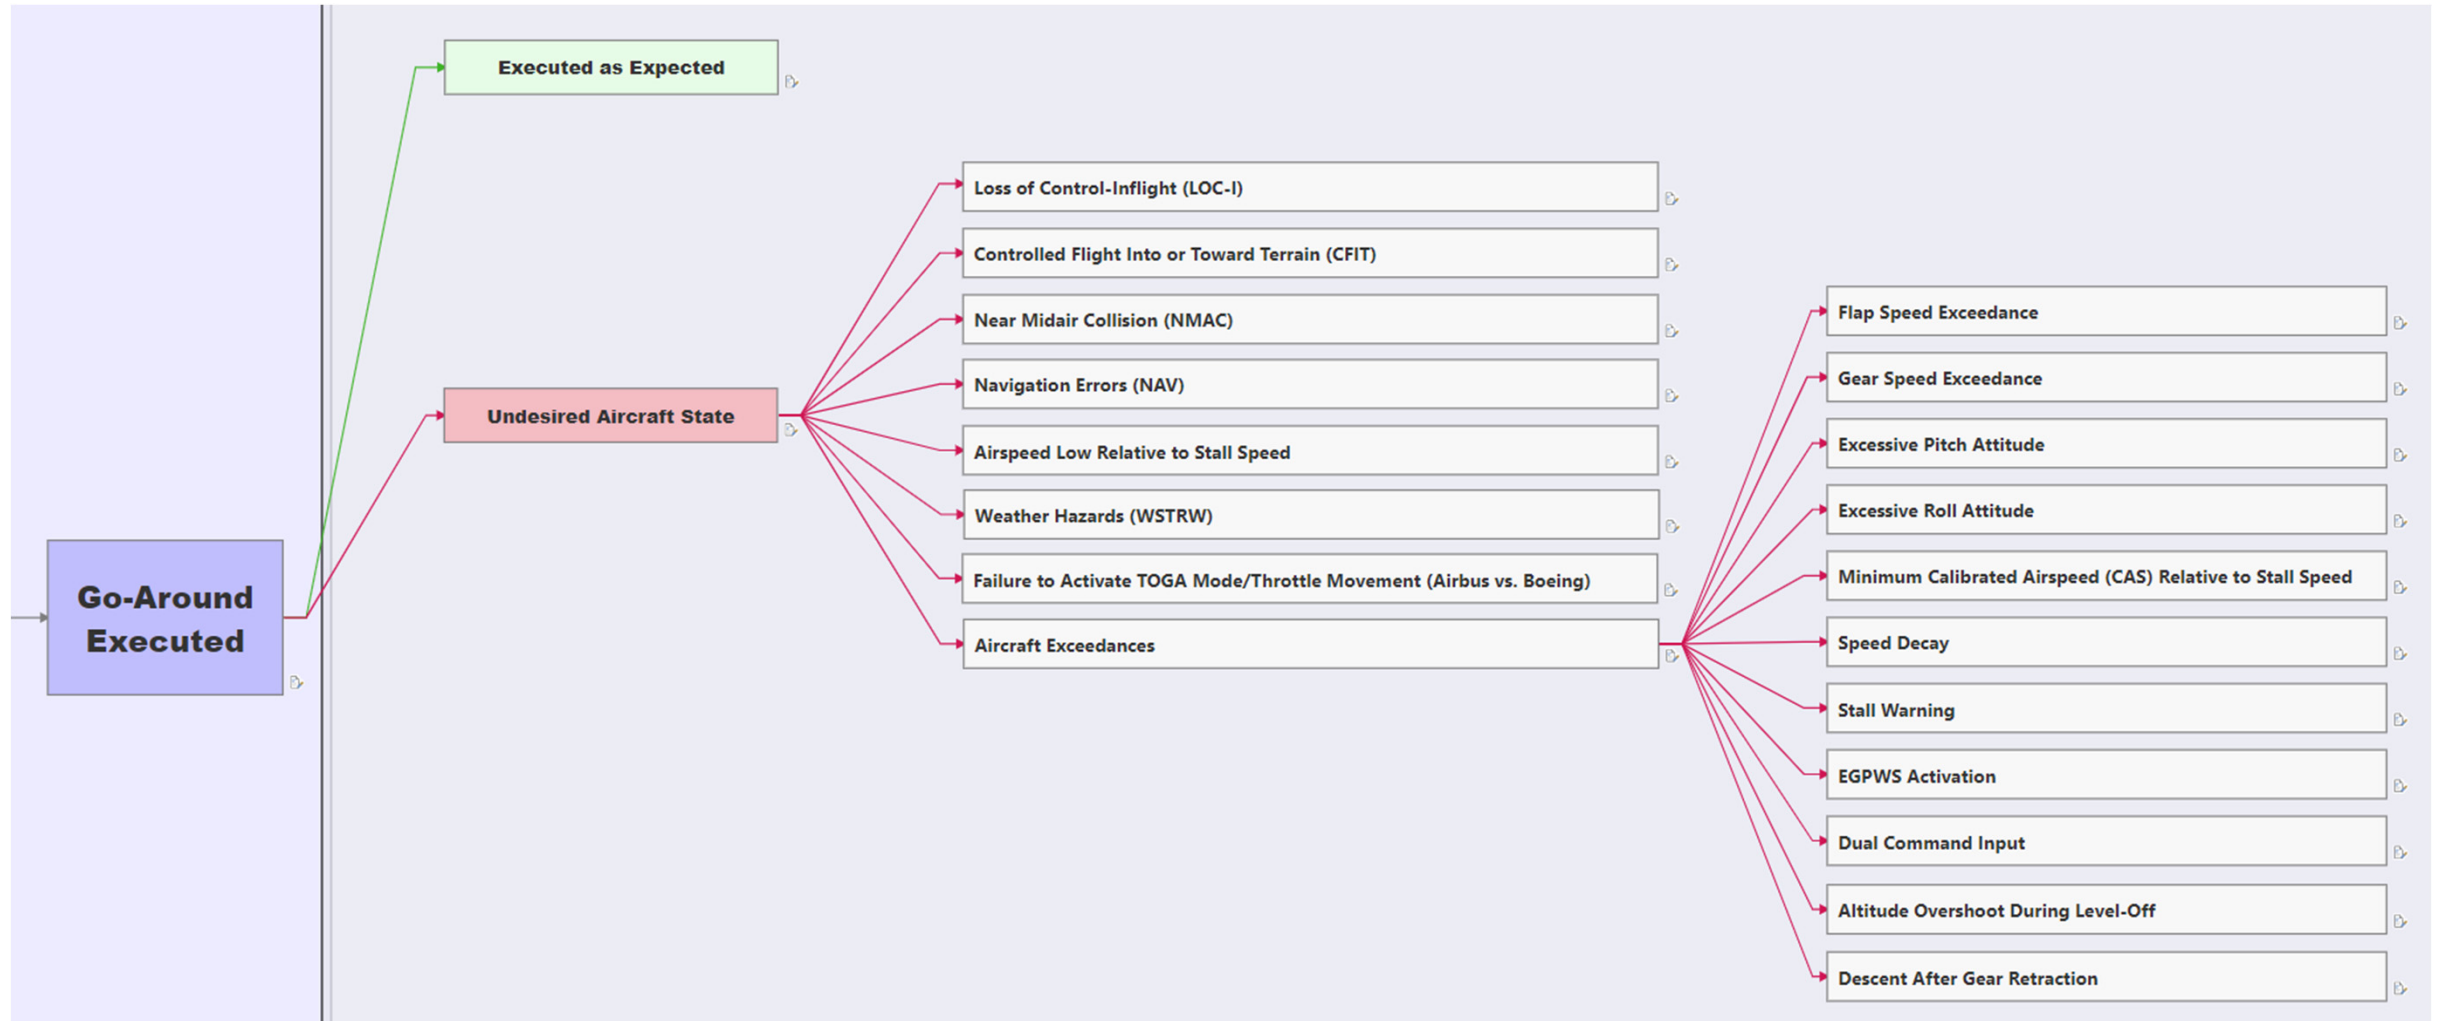 Executed as Expected
Loss of Control-Inflight (LOC-I)
Controlled Flight Into or Toward Terrain (CFIT)
Near Midair Collision (NMAC)
Navigation Errors (NAV)
Undesired Aircraft State
Airspeed Low Relative to Stall Speed
Weather Hazards (WSTRW)
Failure to Activate TOGA Mode/Throttle Movement (Airbus vs. Boeing)
Aircraft Exceedances
Go-Around
Executed
Flap Speed Exceedance
Gear Speed Exceedance
Excessive Pitch Attitude
Excessive Roll Attitude
Minimum Calibrated Airspeed (CAS) Relative to Stall Speed
Speed Decay
Stall Warning
EGPWS Activation
Dual Command Input
Altitude Overshoot During Level-Off
Descent After Gear Retraction